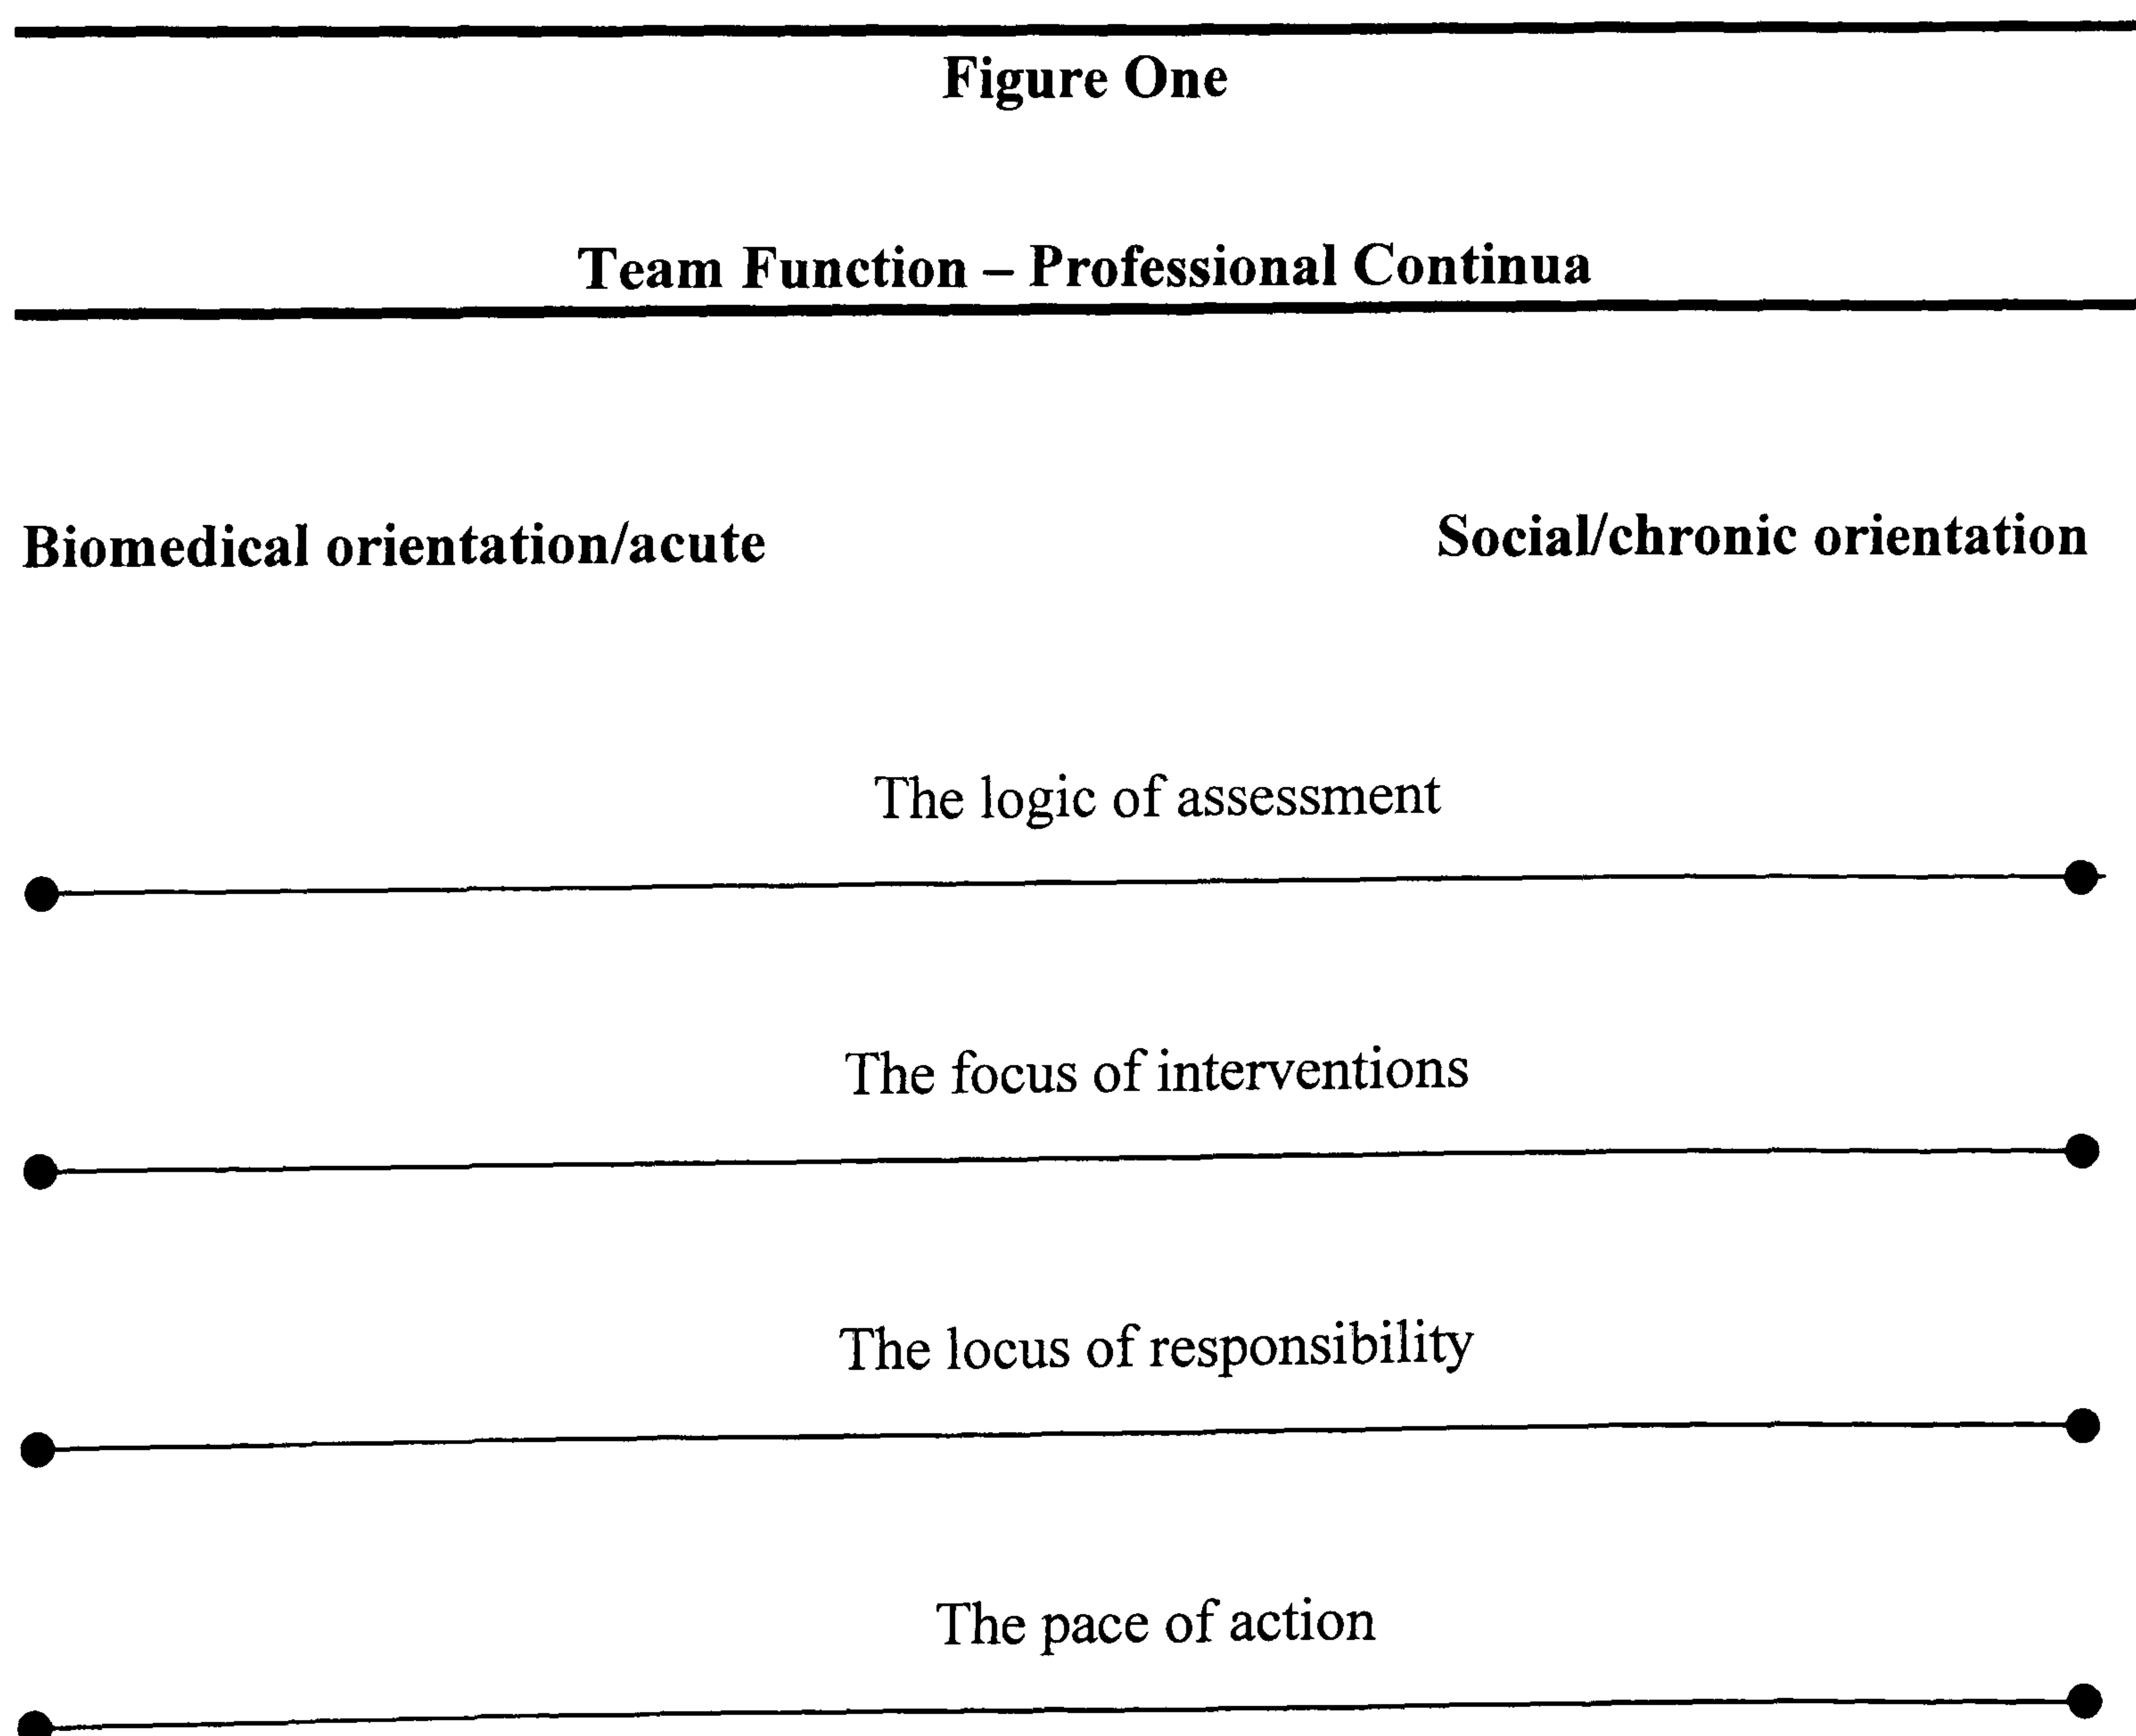 Figure One
Team Function – Professional Continua
Biomedical orientation/acute
Social/chronic orientation
The logic of assessment
The focus of interventions
The locus of responsibility
The pace of action